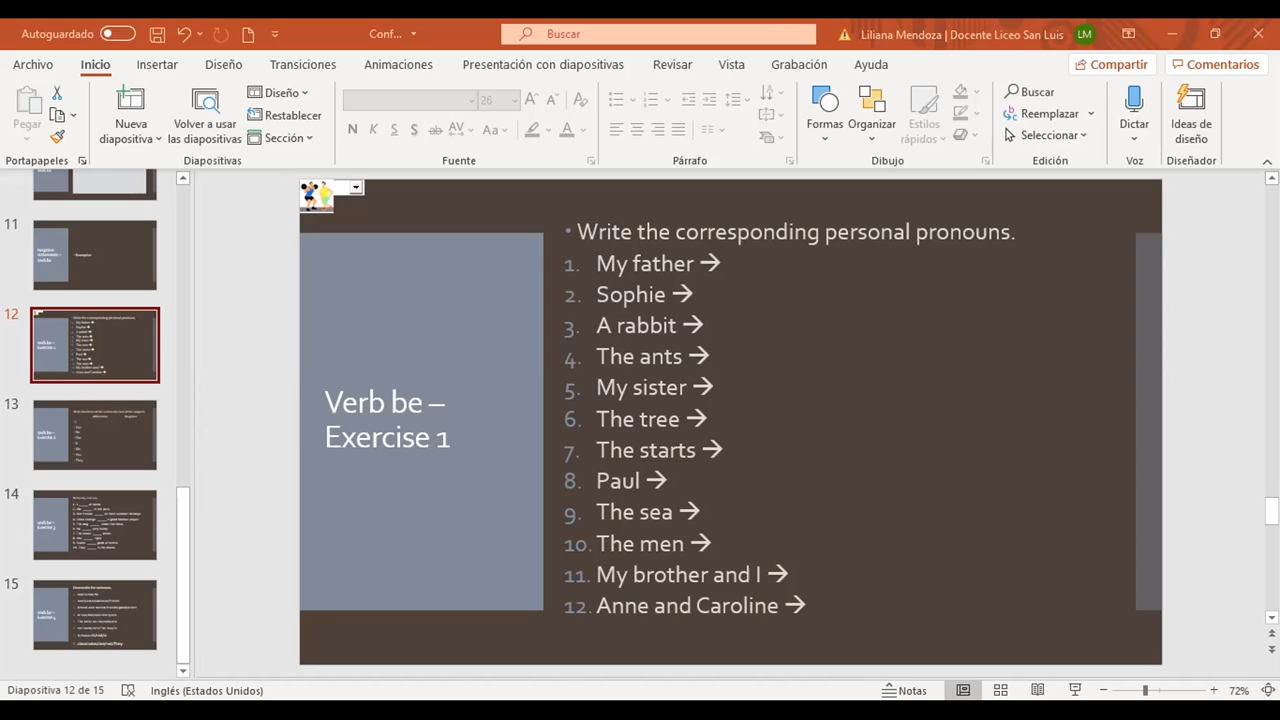 Autoguardado
Conf...
Buscar
Liliana Mendoza | Docente Liceo San Luis
LM
Archivo
Inicio
Insertar
Diseño
Transiciones
Animaciones
Presentación con diapositivas
Revisar
Vista
Grabación
Ayuda
Compartir
Comentarios
Pegar
Nueva
diapositiva
Volver a usar
las diapositivas
Diseño
Restablecer
Sección
26
N K S S ab AV Aa A
Formas
Organizar
Estilos
rápidos
Buscar
Reemplazar
Seleccionar
Dictar
Ideas de
diseño
Portapapeles
Diapositivas
Fuente
Párrafo
Dibujo
Edición
Voz
Diseñador
11
12
13
14
15
Verb be –
Exercise 1
• Write the corresponding personal pronouns.
1. My father →
2. Sophie →
3. A rabbit →
4. The ants →
5. My sister →
6. The tree →
7. The starts →
8. Paul →
9. The sea →
10. The men →
11. My brother and I →
12. Anne and Caroline →
Diapositiva 12 de 15
Inglés (Estados Unidos)
Notas
72%